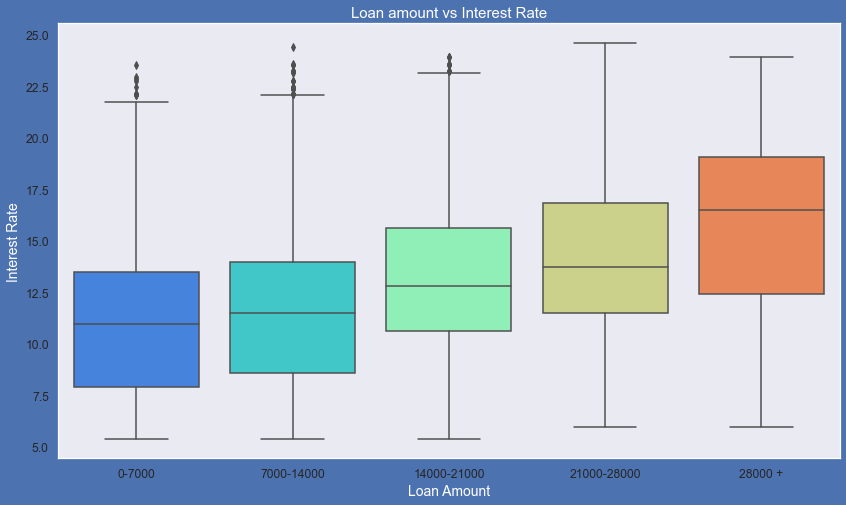 Loan amount vs Interest Rate
Interest Rate
25.0
22.5
20.0
17.5
15.0
12.5
10.0
7.5
5.0
0-7000 7000-14000 14000-21000 21000-28000 28000 +
Loan Amount